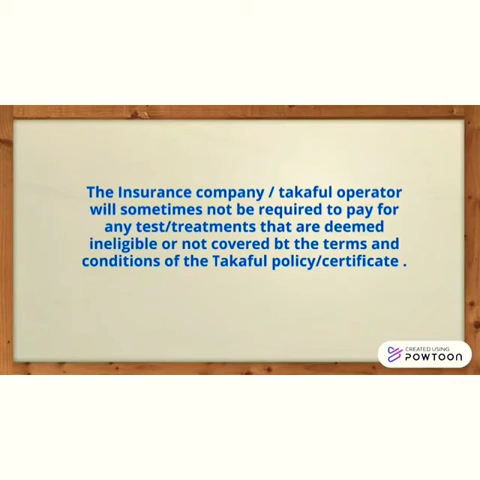 The Insurance company / takaful operator
will sometimes not be required to pay for
any test/treatments that are deemed
ineligible or not covered bt the terms and
conditions of the Takaful policy/certificate .
CREATED USING
POWTOON